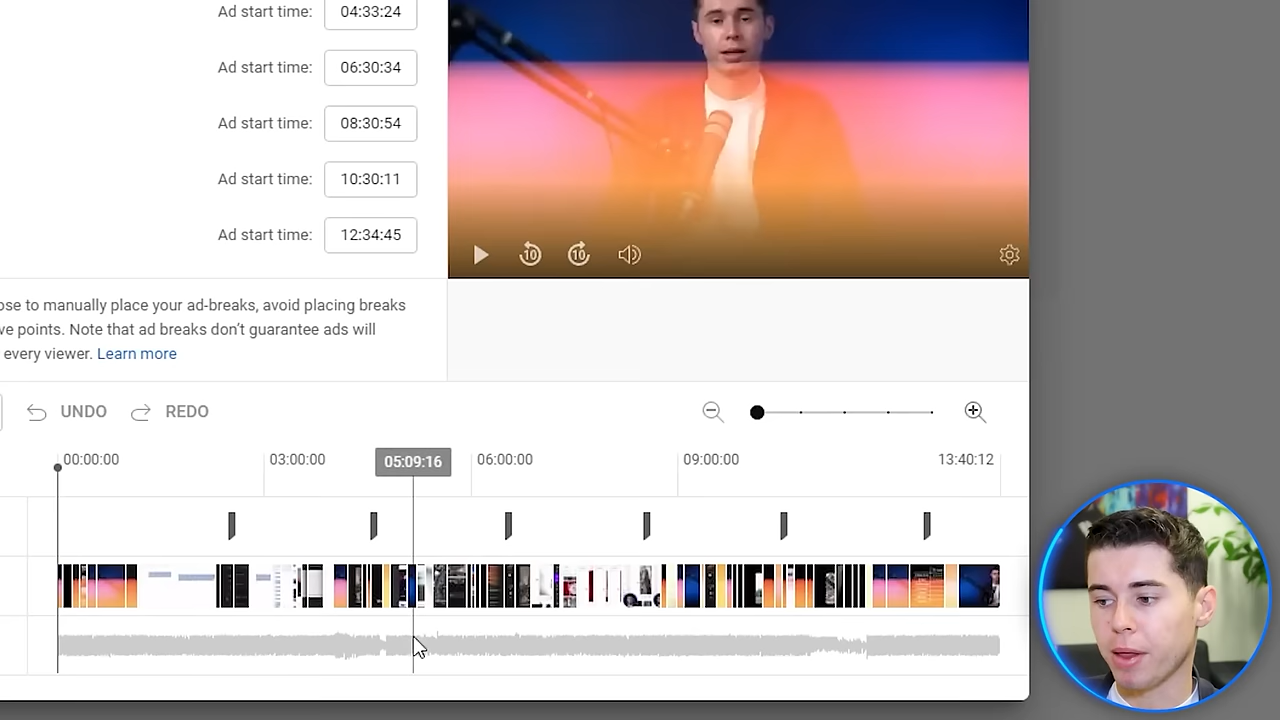 Ad start time: 04:33:24
Ad start time: 06:30:34
Ad start time: 08:30:54
Ad start time: 10:30:11
Ad start time: 12:34:45
10 10
ose to manually place your ad-breaks, avoid placing breaks
ve points. Note that ad breaks don't guarantee ads will
every viewer. Learn more
UNDO REDO
00:00:00 03:00:00 05:09:16 06:00:00 09:00:00 13:40:12